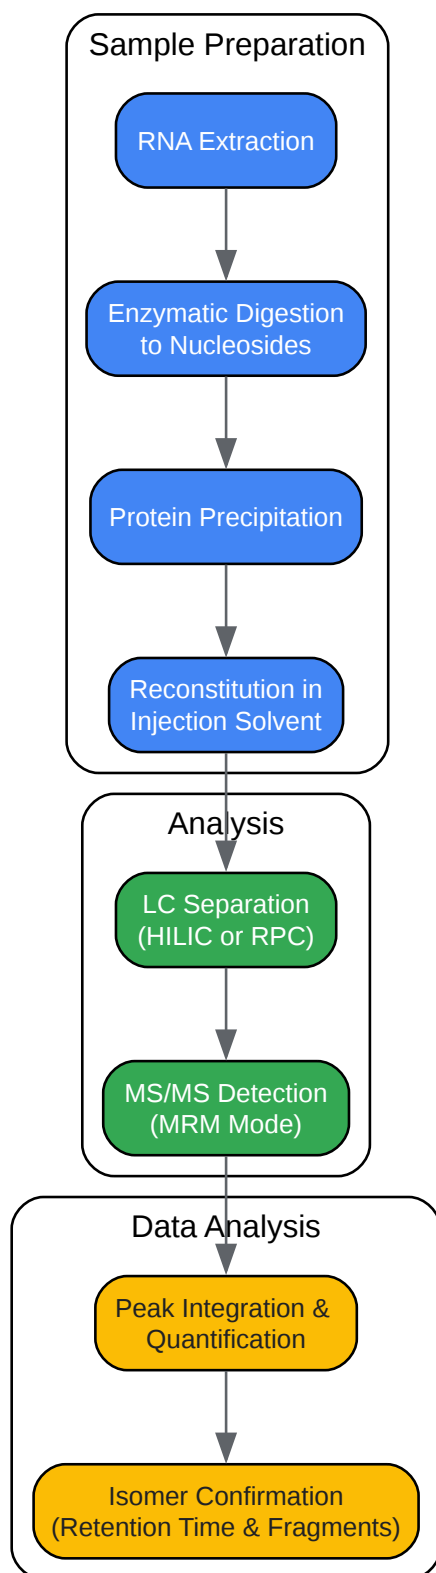 Sample Preparation
RNA Extraction
Enzymatic Digestion
to Nucleosides
Protein Precipitation
Reconstitution in
Injection Solvent
Analysis
LC Separation
(HILIC or RPC)
MS/MS Detection
(MRM Mode)
Data Analysis
Peak Integration &
Quantification
Isomer Confirmation
(Retention Time & Fragments)